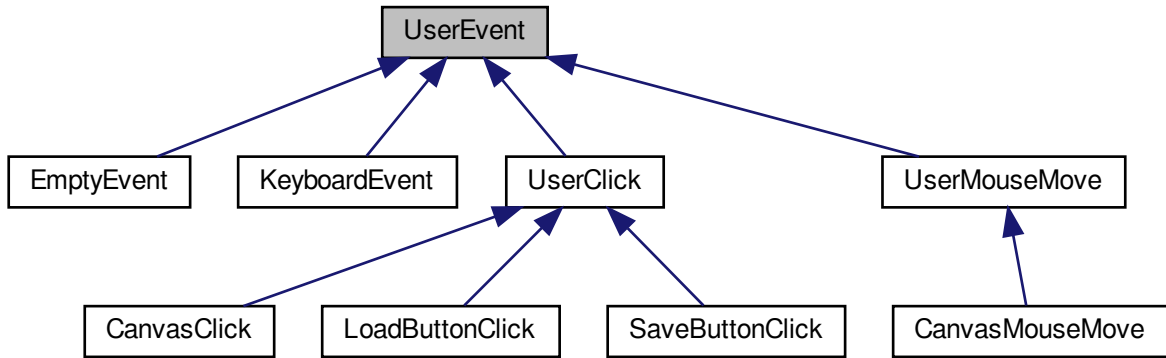 UserEvent
EmptyEvent
KeyboardEvent
UserClick
UserMouseMove
CanvasClick
LoadButtonClick
SaveButtonClick
CanvasMouseMove